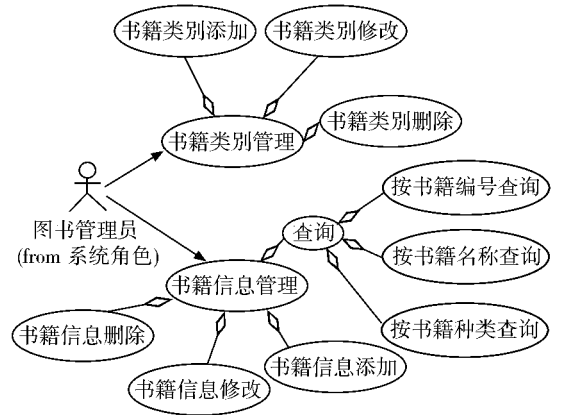 书籍类别添加
书籍类别修改
书籍类别管理
书籍类别删除
图书管理员
(from 系统角色)
查询
按书籍编号查询
按书籍名称查询
按书籍种类查询
书籍信息管理
书籍信息删除
书籍信息修改
书籍信息添加